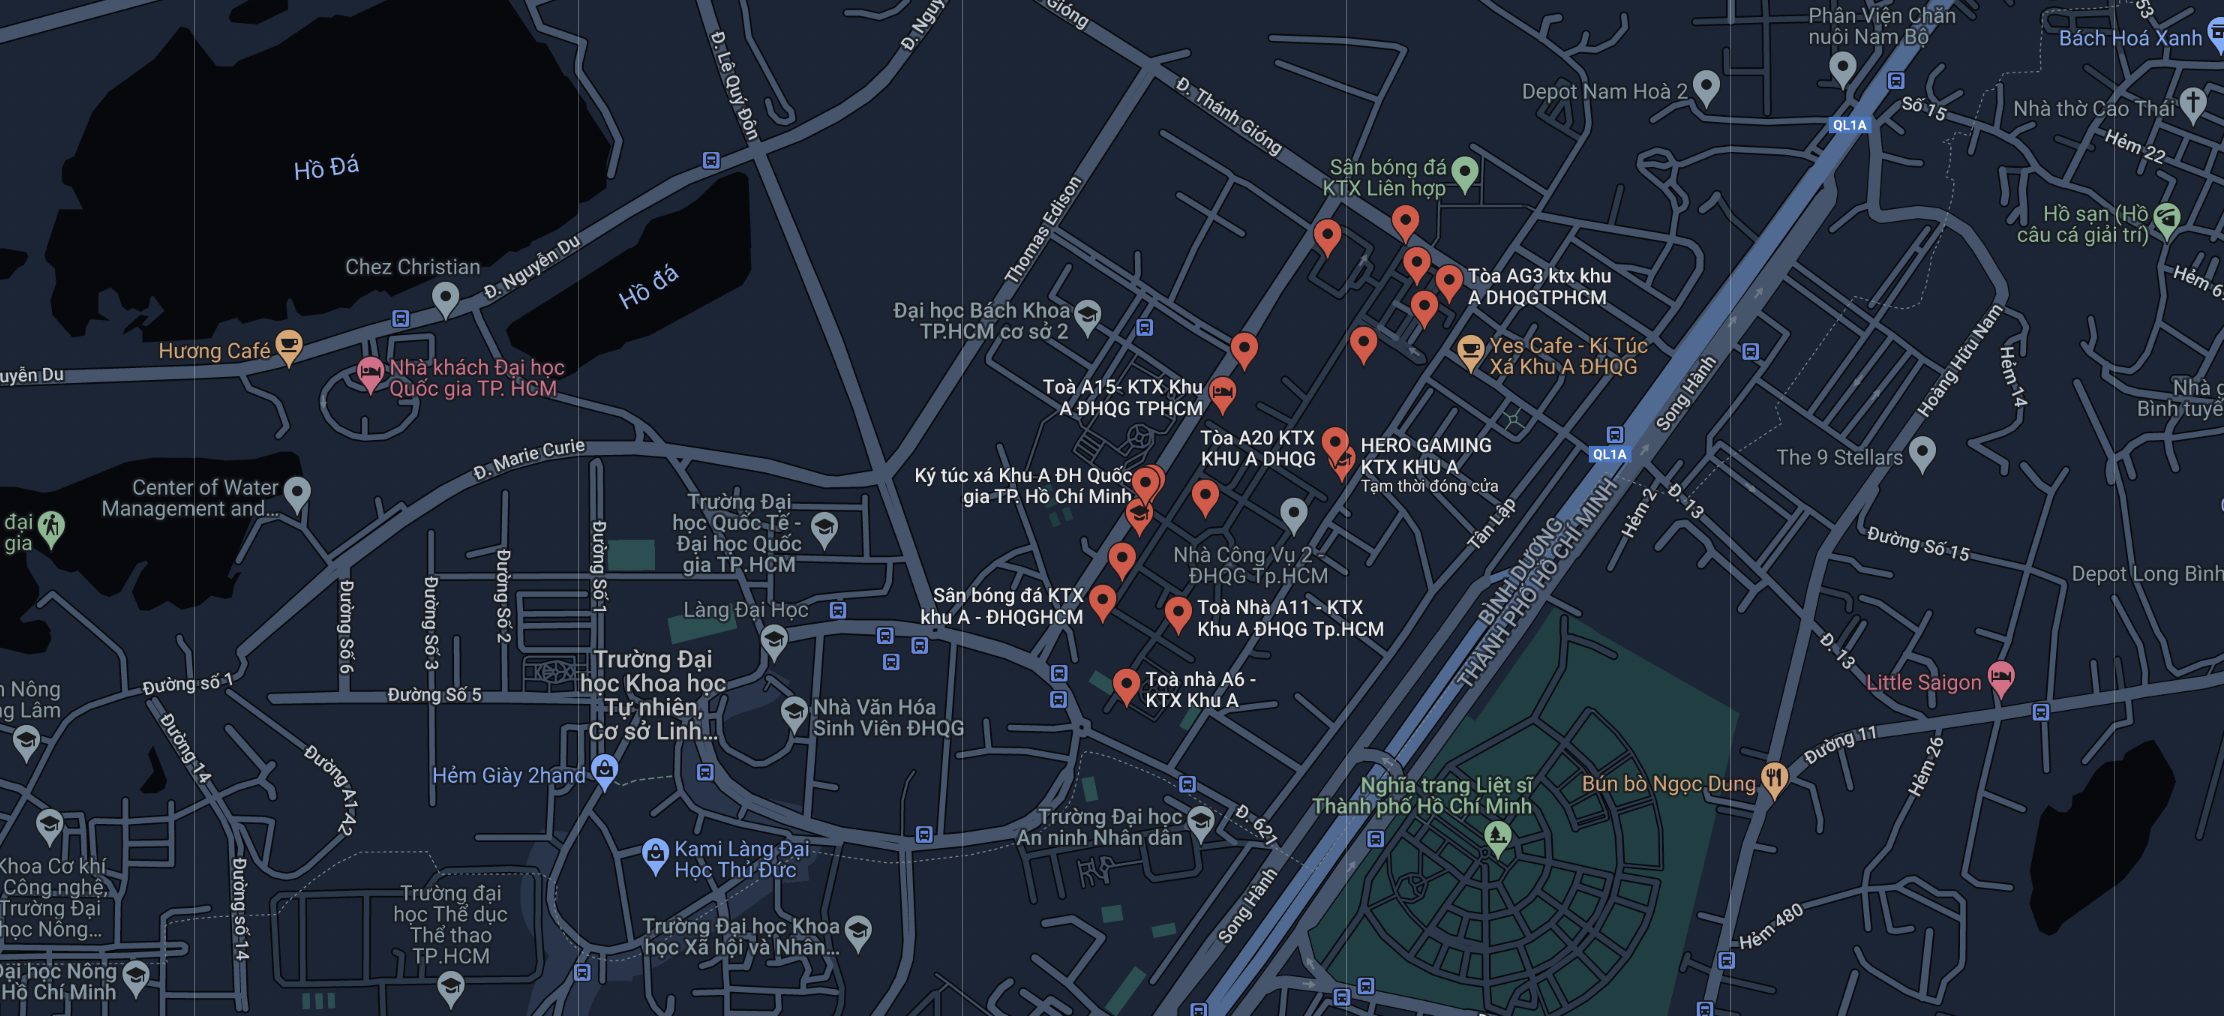 Gióng
Đ. Nguy
Phân Viện Chăn
nuôi Nam Bộ
53
Bách Hoá Xanh
Đ. Lê Quý Đôn
Đ. Thánh Gióng
Depot Nam Hoà 2
Số 15
Nhà thờ Cao Thái
QL1A
Hẻm 22
Hồ Đá
Sân bóng đá
KTX Liên hợp
Hồ sạn (Hồ
câu cá giải trí)
Thomas Edison
Chez Christian
Đ. Nguyễn Du
Hồ đá
Tòa AG3 ktx khu
A DHQGTPHCM
Hẻm 6
Đại học Bách Khoa
TP.HCM cơ sở 2
Hương Café
Yes Cafe - Kí Túc
Xá Khu A ĐHQG
Hoàng Hữu Nam
Hẻm 14
uyễn Du
Nhà khách Đại học
Quốc gia TP. HCM
Toà A15- KTX Khu
A ĐHQG TPHCM
Song Hành
Nhà g
Bình tuyế
Đ. Marie Curie
Tòa A20 KTX
KHU A DHQG
HERO GAMING
KTX KHU A
Tạm thời đóng cửa
QL1A
The 9 Stellars
Center of Water
Management and...
Ký túc xá Khu A ĐH Quốc
gia TP. Hồ Chí Minh
đại
gia
Trường Đại
học Quốc Tế -
Đại học Quốc
gia TP.HCM
Tân Lập
Hẻm 2
Đ. 13
Đường Số 15
Nhà Công Vụ 2 -
ĐHQG Tp.HCM
BÌNH DƯƠNG
THÀNH PHỐ HỒ CHÍ MINH
Depot Long Bình
Đường Số 1
Đường Số 2
Đường Số 3
Đường Số 6
Làng Đại Học
Sân bóng đá KTX
khu A - ĐHQGHCM
Toà Nhà A11 - KTX
Khu A ĐHQG Tp.HCM
Đ. 13
Trường Đại
học Khoa học
Tự nhiên,
Cơ sở Linh...
Đường số 1
Đường Số 5
Toà nhà A6 -
KTX Khu A
Little Saigon
Nông
ng Lâm
Nhà Văn Hóa
Sinh Viên ĐHQG
Đường 14
Đường A1-42
Đường 11
Hẻm 26
Hẻm Giày 2hand
Nghĩa trang Liệt sĩ
Thành phố Hồ Chí Minh
Bún bò Ngọc Dung
Trường Đại học
An ninh Nhân dân
Đ. 621
Kami Làng Đại
Học Thủ Đức
Khoa Cơ khí
Công nghệ,
Trường Đại
học Nông...
Đường số 14
Trường đại
học Thể dục
Thể thao
TP.HCM
Song Hành
Trường Đại học Khoa
học Xã hội và Nhân...
Hẻm 480
Đại học Nông
Hồ Chí Minh